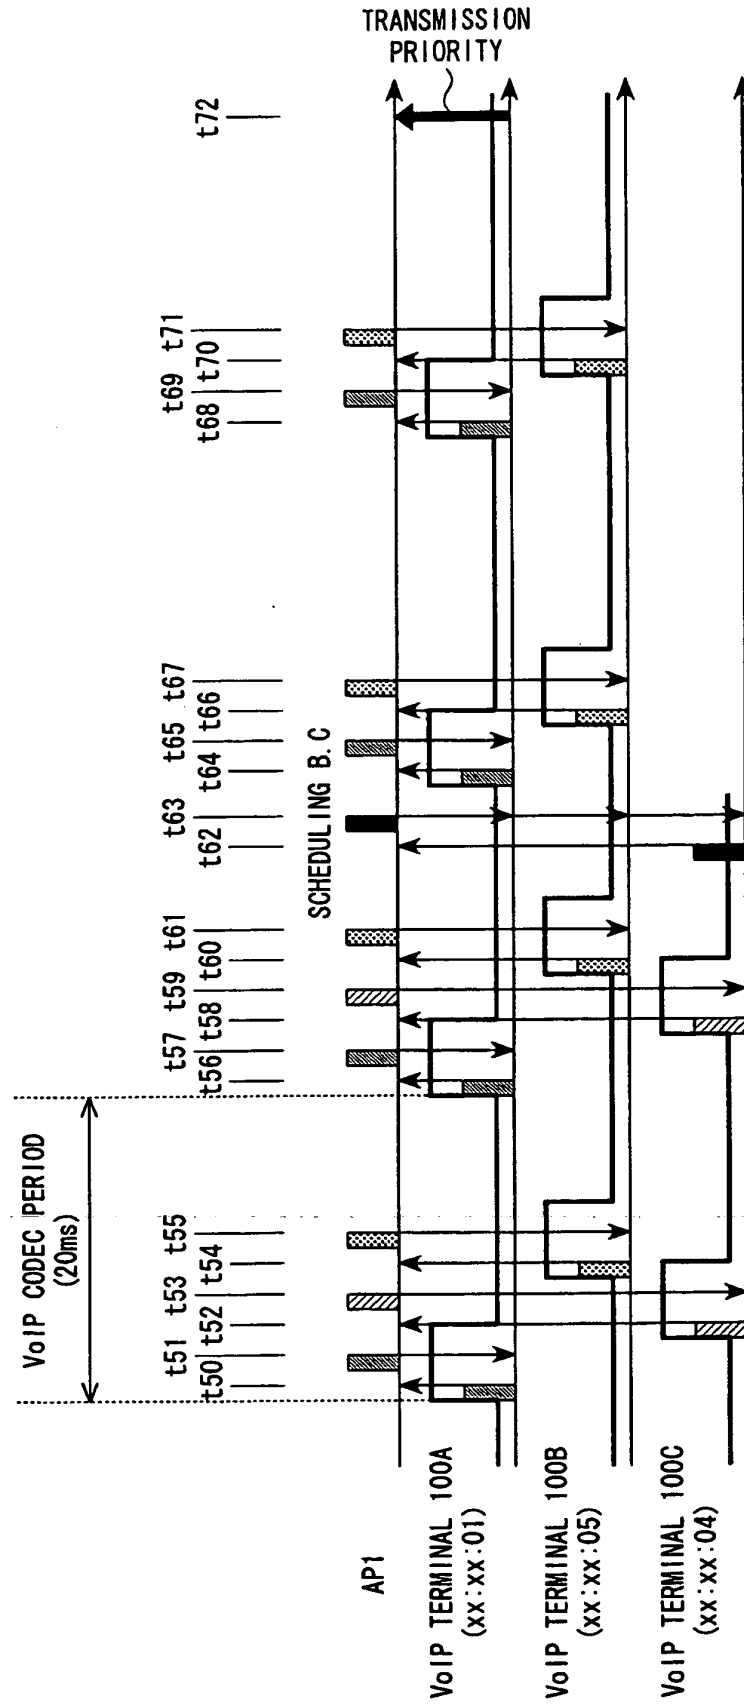 VoIP CODEC PERIOD
(20ms)
t50
t51
t52
t53
t54
t55
t56
t57
t58
t59
t60
t61
t62
t63
t64
t65
t66
t67
t68
t69
t70
t71
t72
SCHEDULING B.C
TRANSMISSION
PRIORITY
AP1
VoIP TERMINAL 100A
(xx:xx:01)
VoIP TERMINAL 100B
(xx:xx:05)
VoIP TERMINAL 100C
(xx:xx:04)